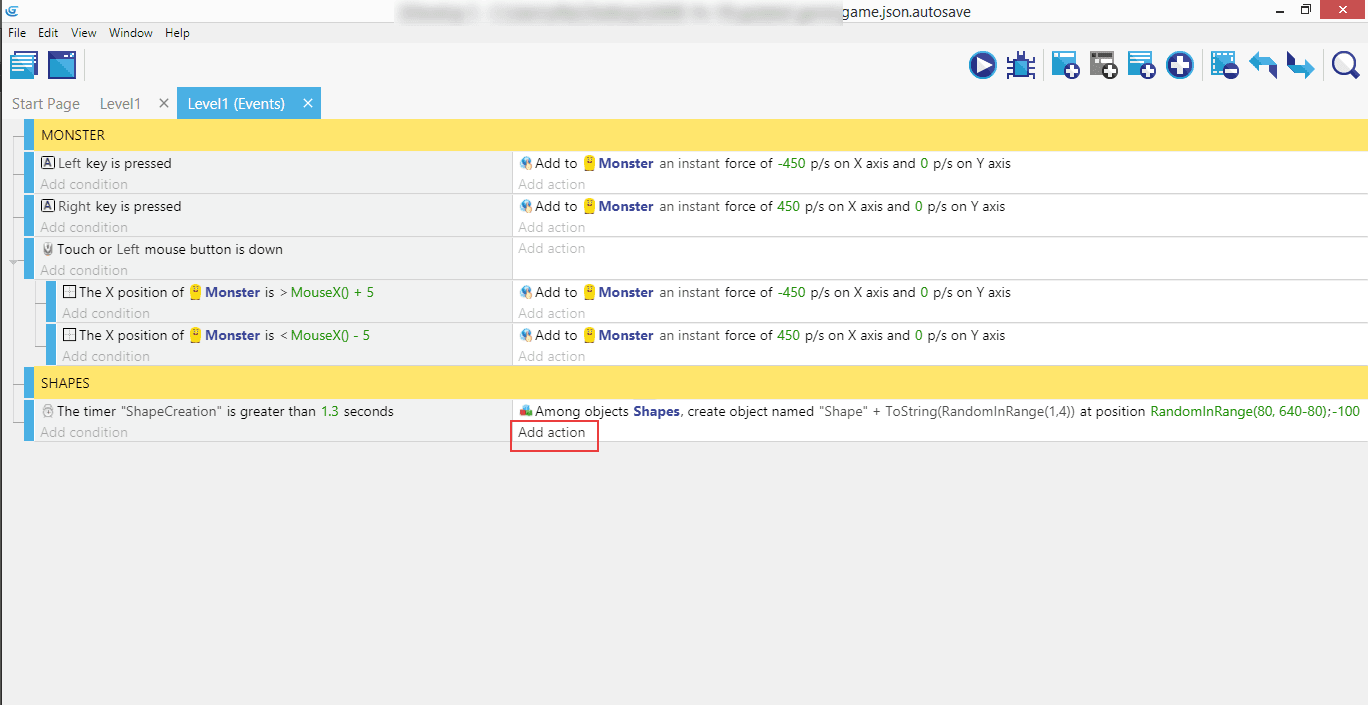 game.json.autosave
File Edit View Window Help
Start Page Level1 Level1 (Events)
MONSTER
Left key is pressed
Add condition
Add to Monster an instant force of -450 p/s on X axis and 0 p/s on Y axis
Add action
Right key is pressed
Add condition
Add to Monster an instant force of 450 p/s on X axis and 0 p/s on Y axis
Add action
Touch or Left mouse button is down
Add condition
Add action
The X position of Monster is > MouseX() + 5
Add condition
Add to Monster an instant force of -450 p/s on X axis and 0 p/s on Y axis
Add action
The X position of Monster is < MouseX() - 5
Add condition
Add to Monster an instant force of 450 p/s on X axis and 0 p/s on Y axis
Add action
SHAPES
The timer "ShapeCreation" is greater than 1.3 seconds
Add condition
Among objects Shapes, create object named "Shape" + ToString(RandomInRange(1,4)) at position RandomInRange(80, 640-80);-100
Add action